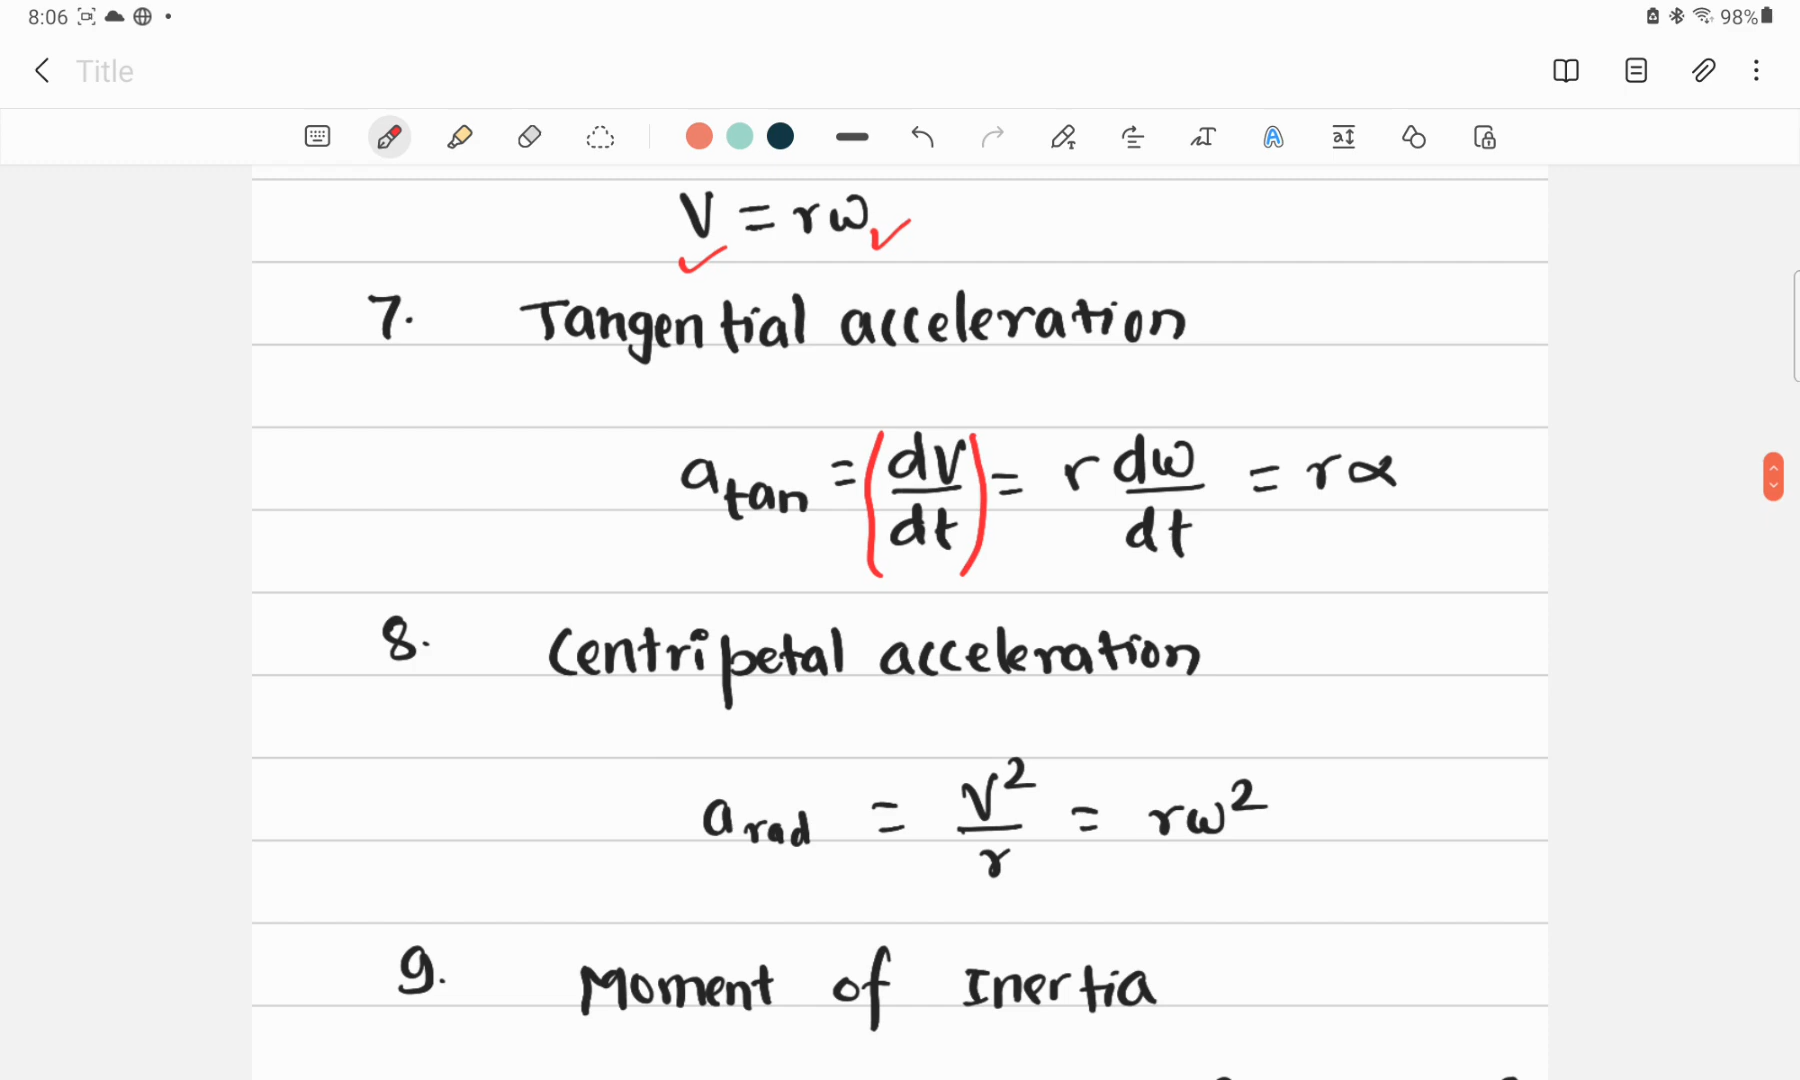 8:06 98%
Title
V = rω
7. Tangential acceleration
a_tan = (dv/dt) = r dω/dt = rα
8. Centripetal acceleration
a_rad = v²/r = rω²
9. Moment of Inertia